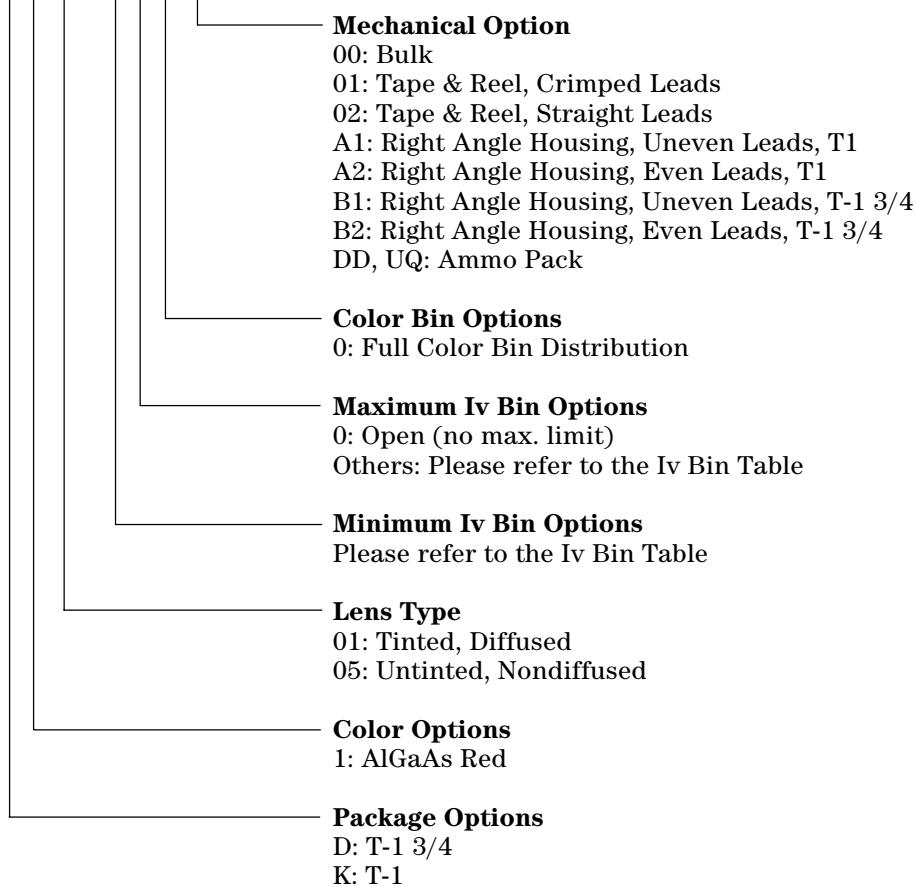 Mechanical Option
00: Bulk
01: Tape & Reel, Crimped Leads
02: Tape & Reel, Straight Leads
A1: Right Angle Housing, Uneven Leads, T1
A2: Right Angle Housing, Even Leads, T1
B1: Right Angle Housing, Uneven Leads, T-1 3/4
B2: Right Angle Housing, Even Leads, T-1 3/4
DD, UQ: Ammo Pack
Color Bin Options
0: Full Color Bin Distribution
Maximum Iv Bin Options
0: Open (no max. limit)
Others: Please refer to the Iv Bin Table
Minimum Iv Bin Options
Please refer to the Iv Bin Table
Lens Type
01: Tinted, Diffused
05: Untinted, Nondiffused
Color Options
1: AlGaAs Red
Package Options
D: T-1 3/4
K: T-1